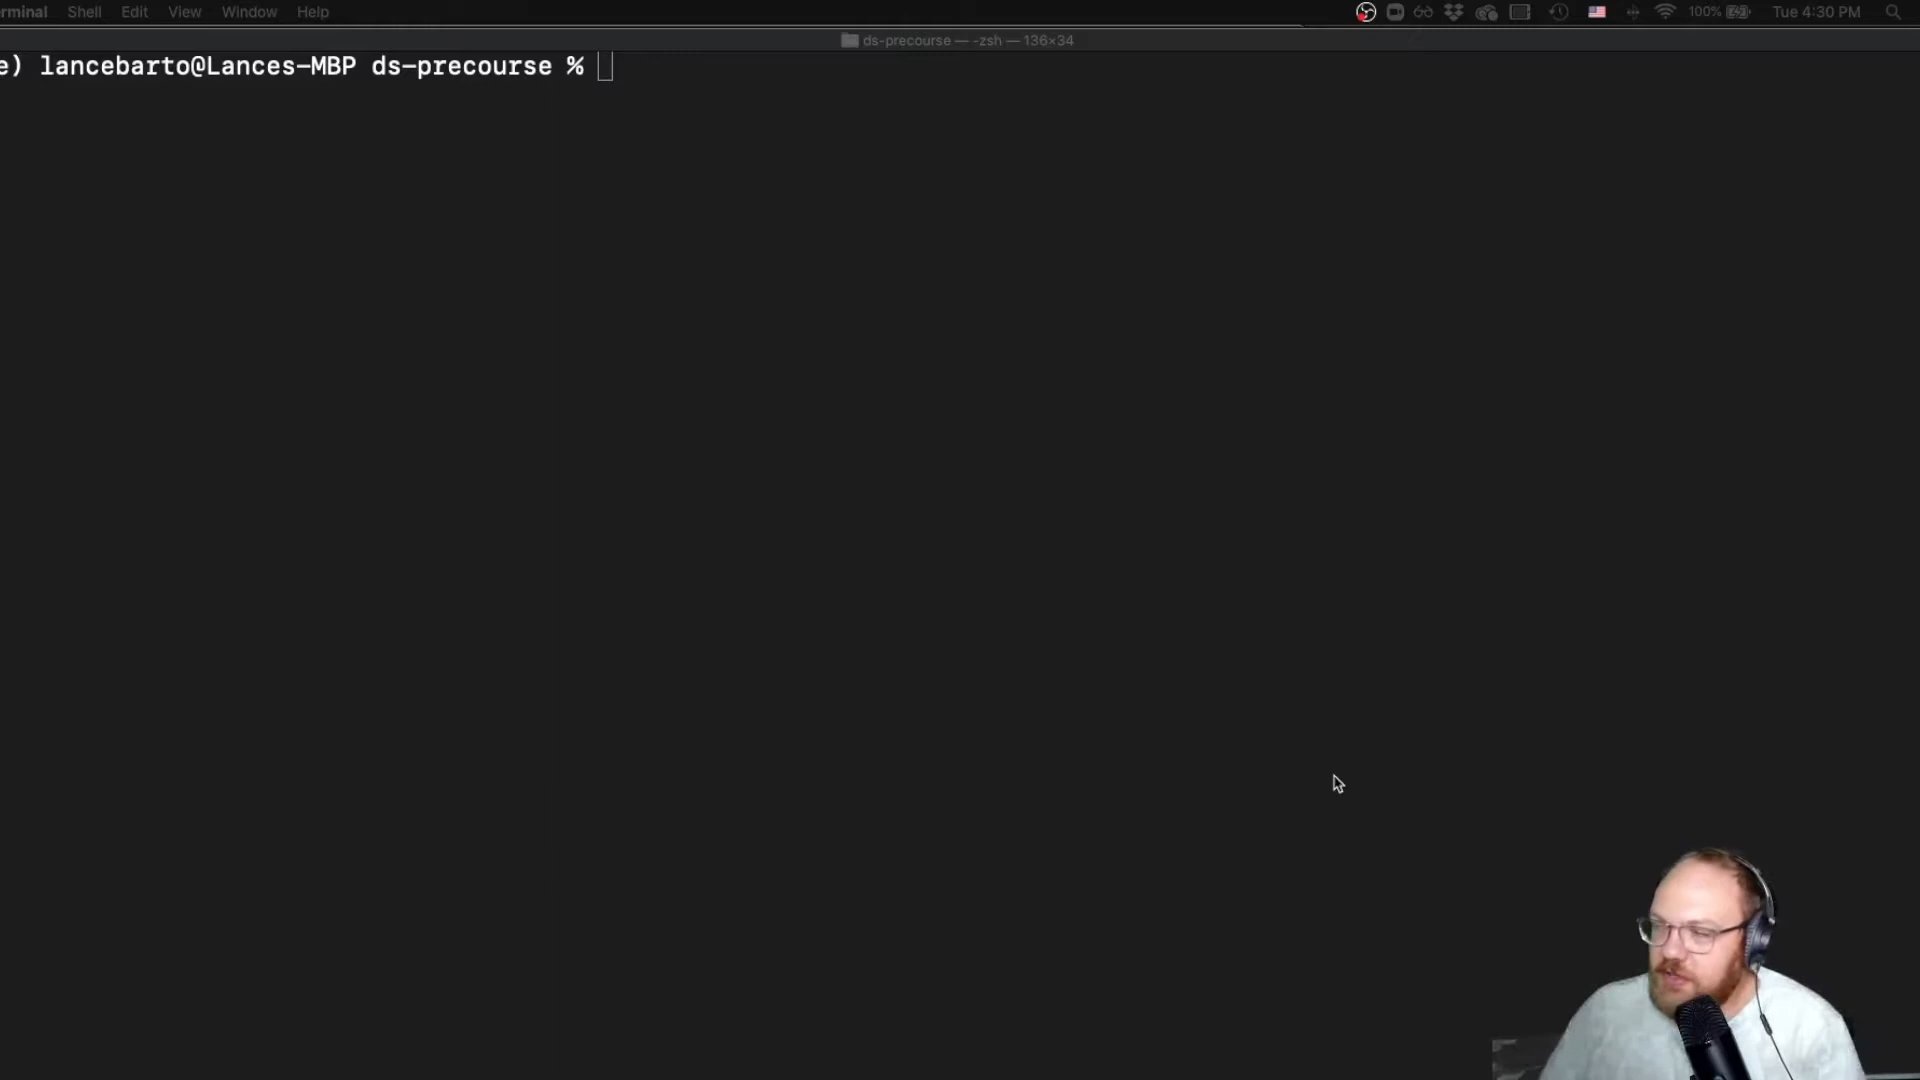 rminal Shell Edit View Window Help 100% Tue 4:30 PM
ds-precourse — -zsh — 136×34
e) lancebarto@Lances-MBP ds-precourse %